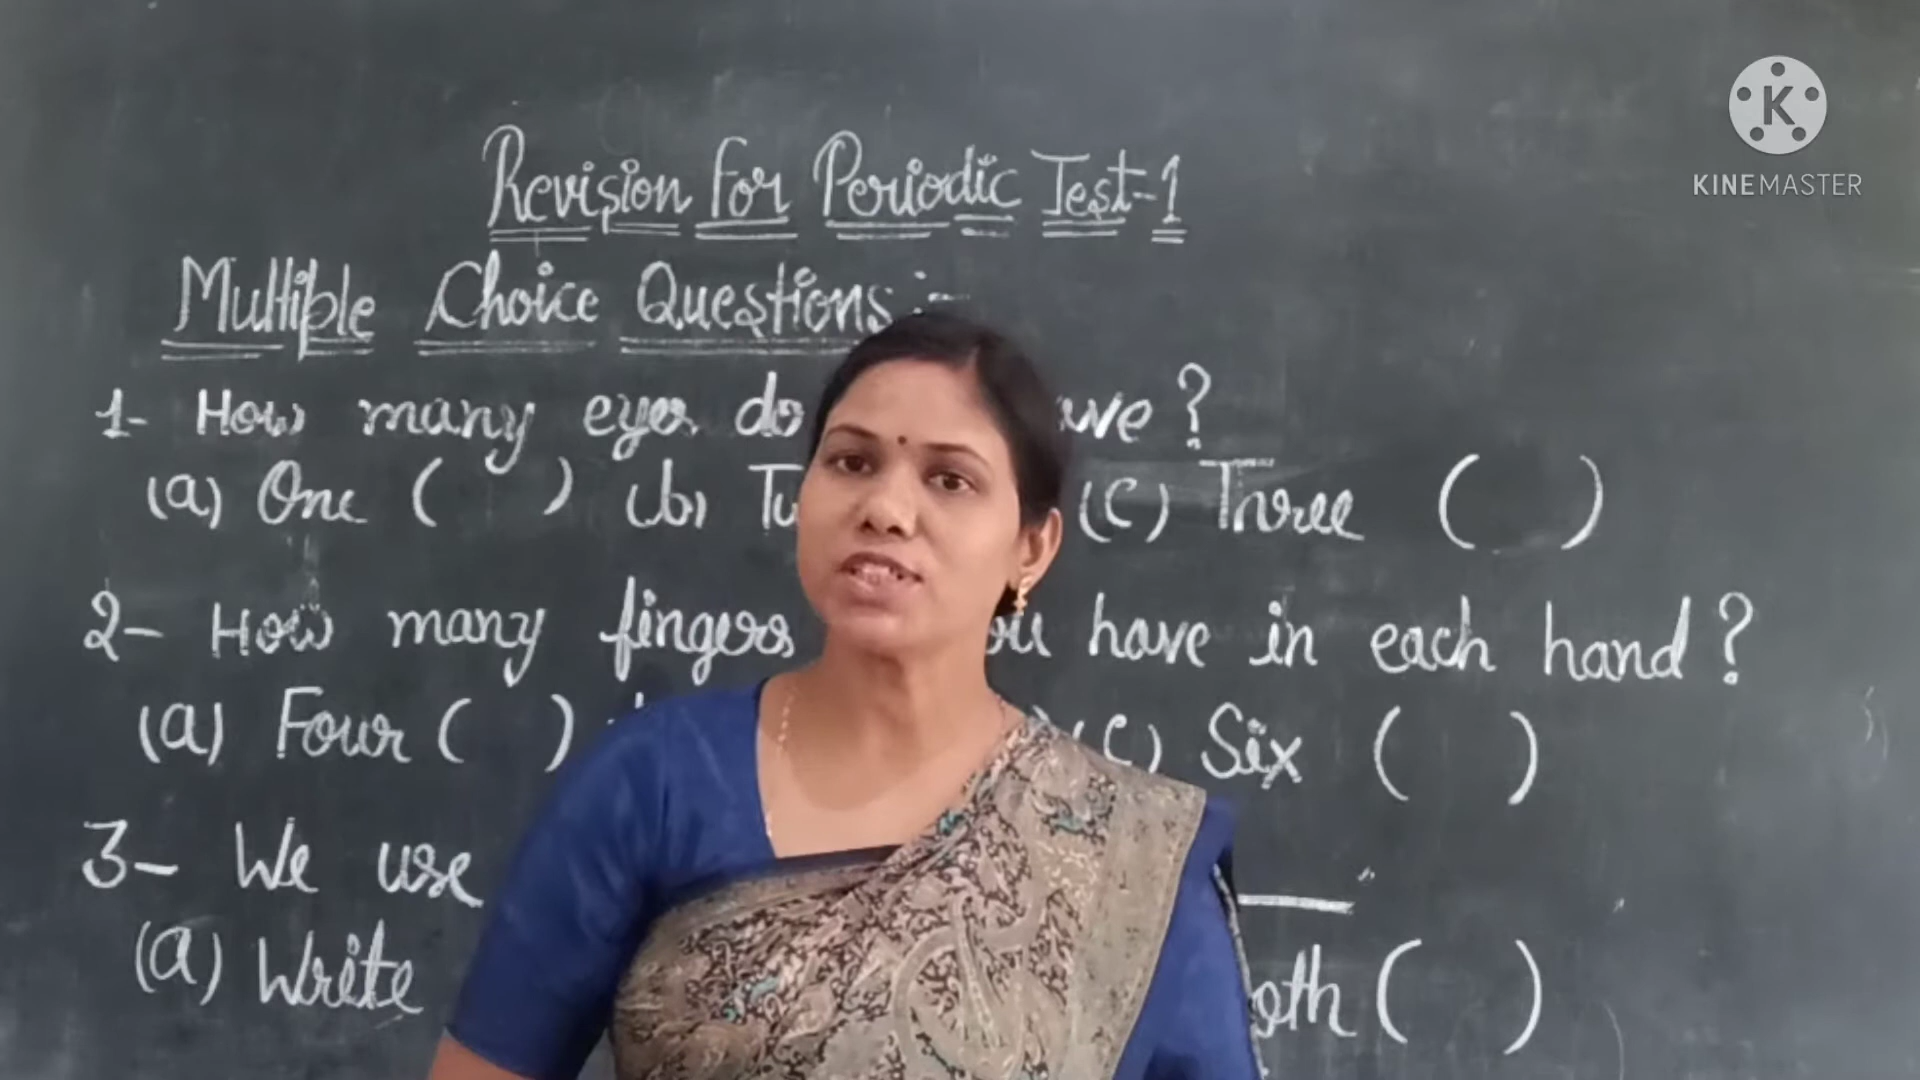 KINEMASTER
Revision for Periodic Test-1
Multiple Choice Questions :-
1- How many eyes do ?
(a) One ( ) (b) (C) Three ( )
2- How many fingers have in each hand ?
(a) Four ( ) (C) Six ( )
3- We use
(a) Write ( )